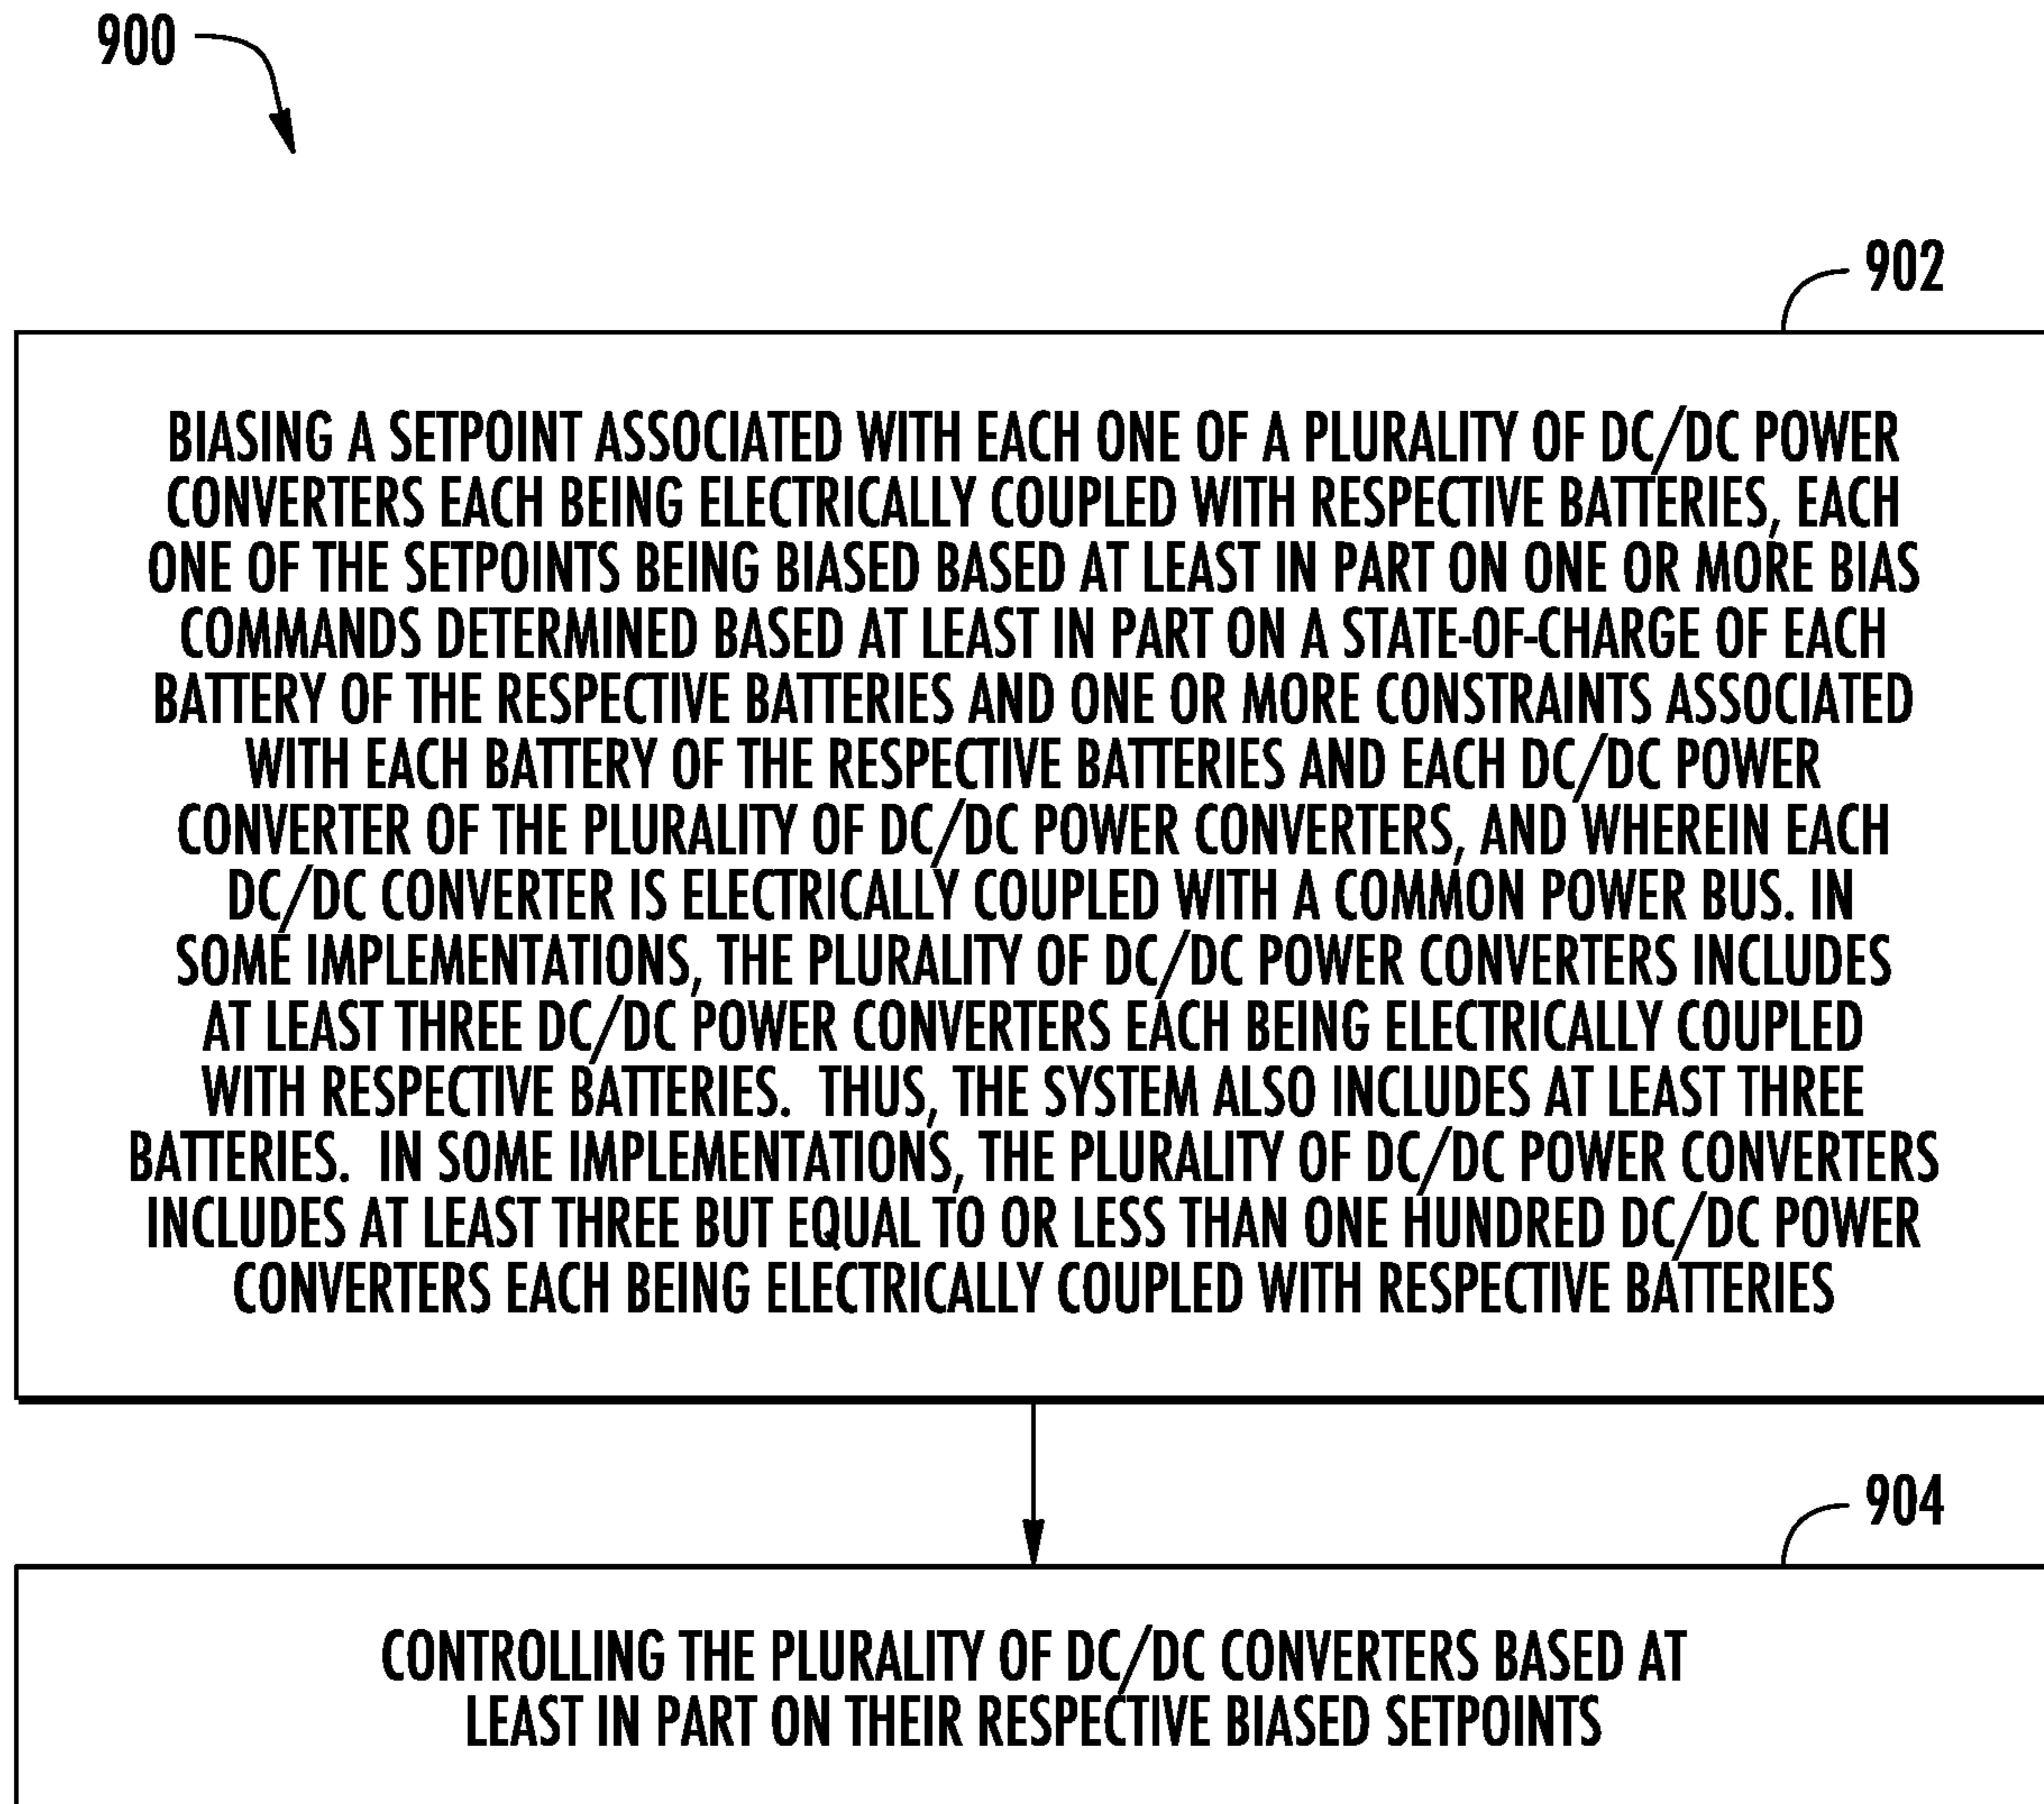 900
902
BIASING A SETPOINT ASSOCIATED WITH EACH ONE OF A PLURALITY OF DC/DC POWER
CONVERTERS EACH BEING ELECTRICALLY COUPLED WITH RESPECTIVE BATTERIES, EACH
ONE OF THE SETPOINTS BEING BIASED BASED AT LEAST IN PART ON ONE OR MORE BIAS
COMMANDS DETERMINED BASED AT LEAST IN PART ON A STATE-OF-CHARGE OF EACH
BATTERY OF THE RESPECTIVE BATTERIES AND ONE OR MORE CONSTRAINTS ASSOCIATED
WITH EACH BATTERY OF THE RESPECTIVE BATTERIES AND EACH DC/DC POWER
CONVERTER OF THE PLURALITY OF DC/DC POWER CONVERTERS, AND WHEREIN EACH
DC/DC CONVERTER IS ELECTRICALLY COUPLED WITH A COMMON POWER BUS. IN
SOME IMPLEMENTATIONS, THE PLURALITY OF DC/DC POWER CONVERTERS INCLUDES
AT LEAST THREE DC/DC POWER CONVERTERS EACH BEING ELECTRICALLY COUPLED
WITH RESPECTIVE BATTERIES. THUS, THE SYSTEM ALSO INCLUDES AT LEAST THREE
BATTERIES. IN SOME IMPLEMENTATIONS, THE PLURALITY OF DC/DC POWER CONVERTERS
INCLUDES AT LEAST THREE BUT EQUAL TO OR LESS THAN ONE HUNDRED DC/DC POWER
CONVERTERS EACH BEING ELECTRICALLY COUPLED WITH RESPECTIVE BATTERIES
904
CONTROLLING THE PLURALITY OF DC/DC CONVERTERS BASED AT
LEAST IN PART ON THEIR RESPECTIVE BIASED SETPOINTS